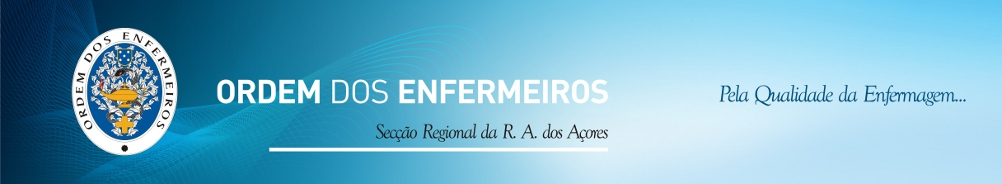 ORDEM DOS ENFERMEIROS
ORDEM DOS ENFERMEIROS
Secção Regional da R. A. dos Açores
Pela Qualidade da Enfermagem...